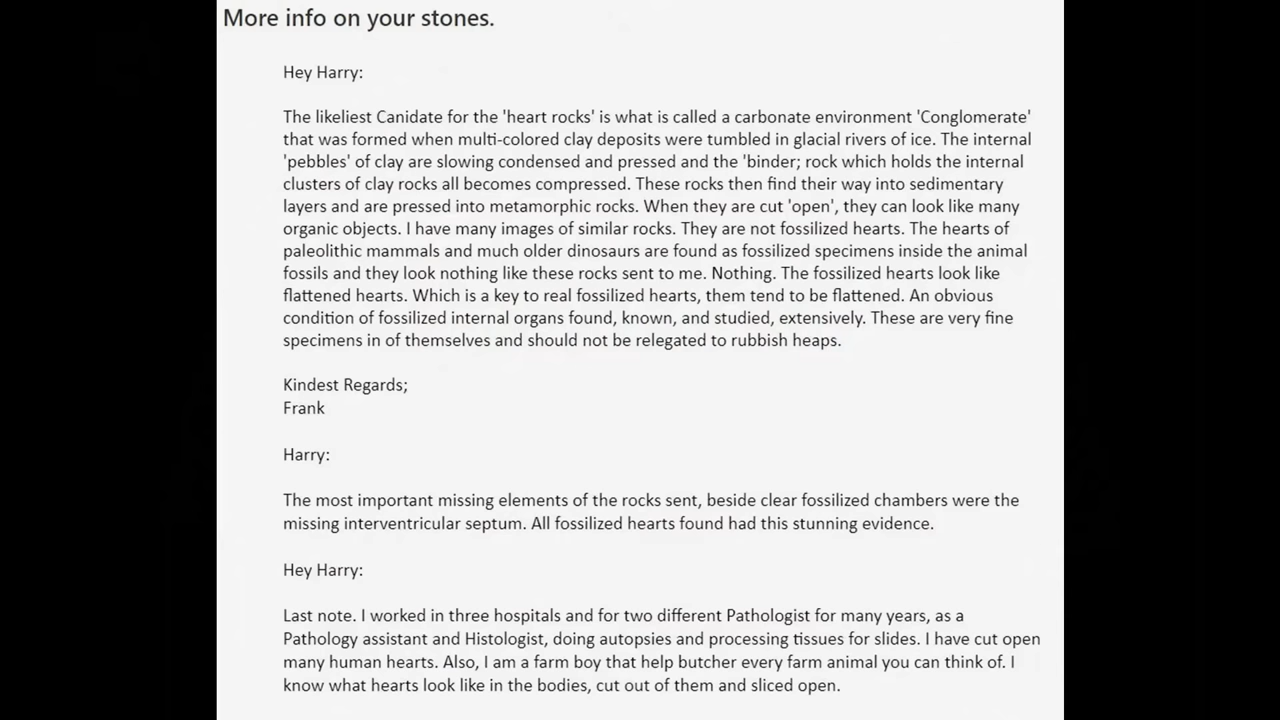 More info on your stones.
Hey Harry:
The likeliest Canidate for the 'heart rocks' is what is called a carbonate environment 'Conglomerate'
that was formed when multi-colored clay deposits were tumbled in glacial rivers of ice. The internal
'pebbles' of clay are slowing condensed and pressed and the 'binder; rock which holds the internal
clusters of clay rocks all becomes compressed. These rocks then find their way into sedimentary
layers and are pressed into metamorphic rocks. When they are cut 'open', they can look like many
organic objects. I have many images of similar rocks. They are not fossilized hearts. The hearts of
paleolithic mammals and much older dinosaurs are found as fossilized specimens inside the animal
fossils and they look nothing like these rocks sent to me. Nothing. The fossilized hearts look like
flattened hearts. Which is a key to real fossilized hearts, them tend to be flattened. An obvious
condition of fossilized internal organs found, known, and studied, extensively. These are very fine
specimens in of themselves and should not be relegated to rubbish heaps.
Kindest Regards;
Frank
Harry:
The most important missing elements of the rocks sent, beside clear fossilized chambers were the
missing interventricular septum. All fossilized hearts found had this stunning evidence.
Hey Harry:
Last note. I worked in three hospitals and for two different Pathologist for many years, as a
Pathology assistant and Histologist, doing autopsies and processing tissues for slides. I have cut open
many human hearts. Also, I am a farm boy that help butcher every farm animal you can think of. I
know what hearts look like in the bodies, cut out of them and sliced open.